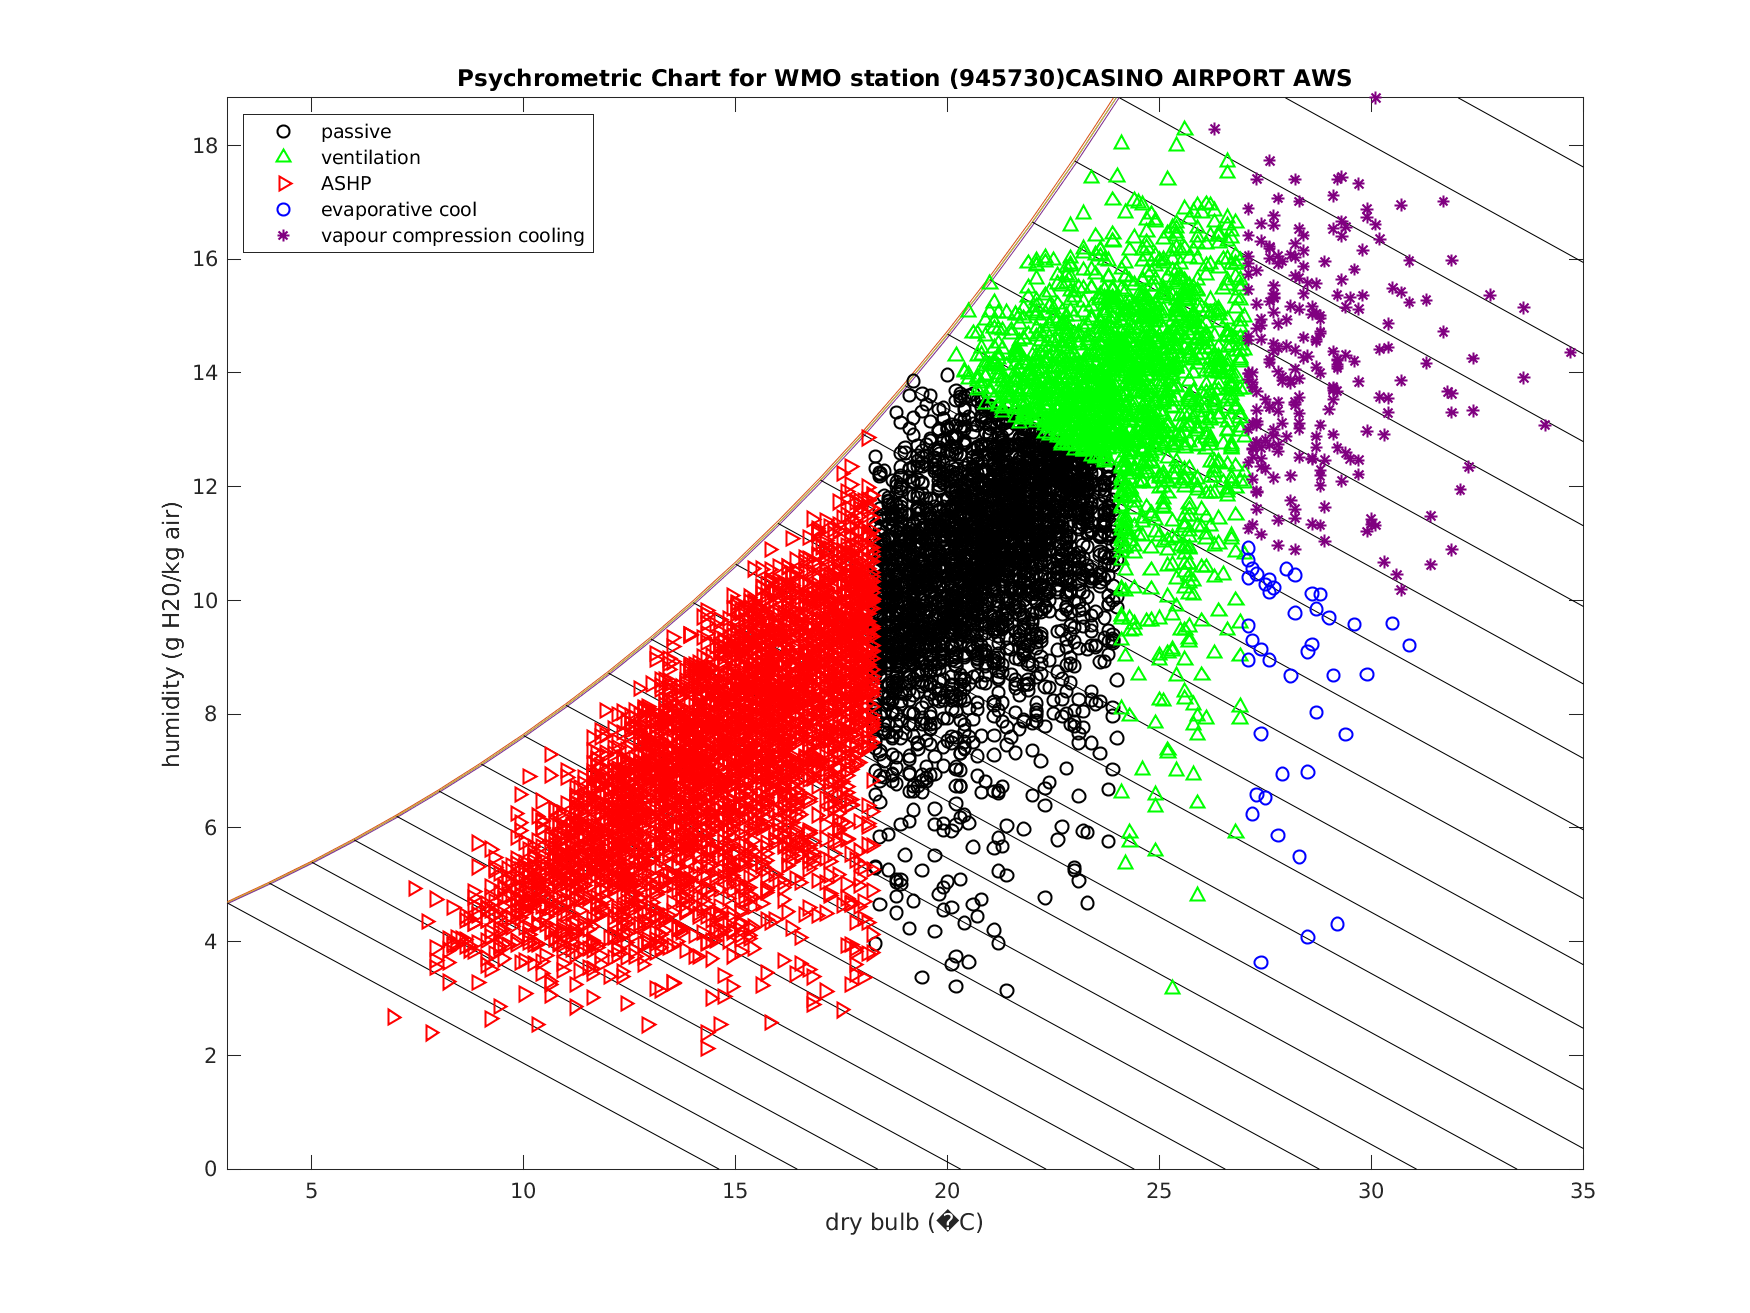 Psychrometric Chart for WMO station (945730)CASINO AIRPORT AWS
passive
ventilation
ASHP
evaporative cool
vapour compression cooling
humidity (g H20/kg air)
18
16
14
12
10
8
6
4
2
0
5 10 15 20 25 30 35
dry bulb (�C)